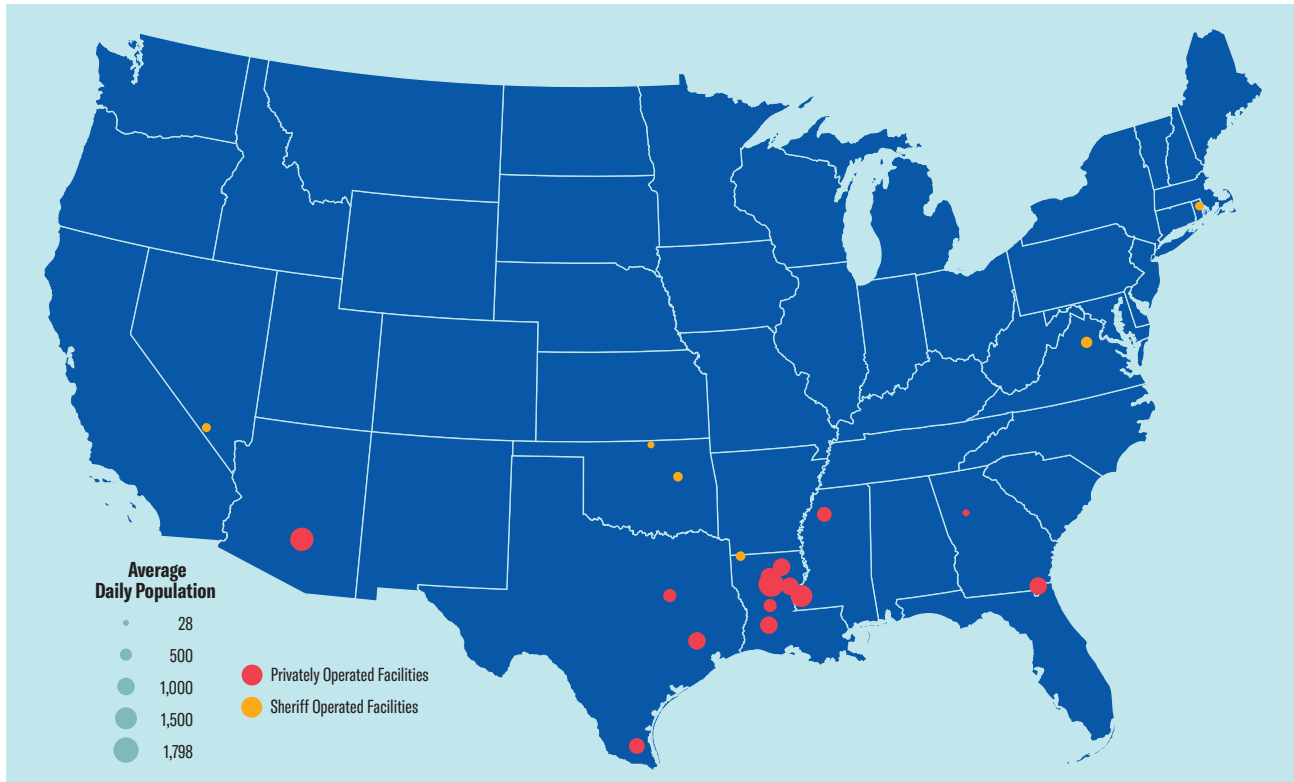 Average
Daily Population
28
500
1,000
1,500
1,798
Privately Operated Facilities
Sheriff Operated Facilities